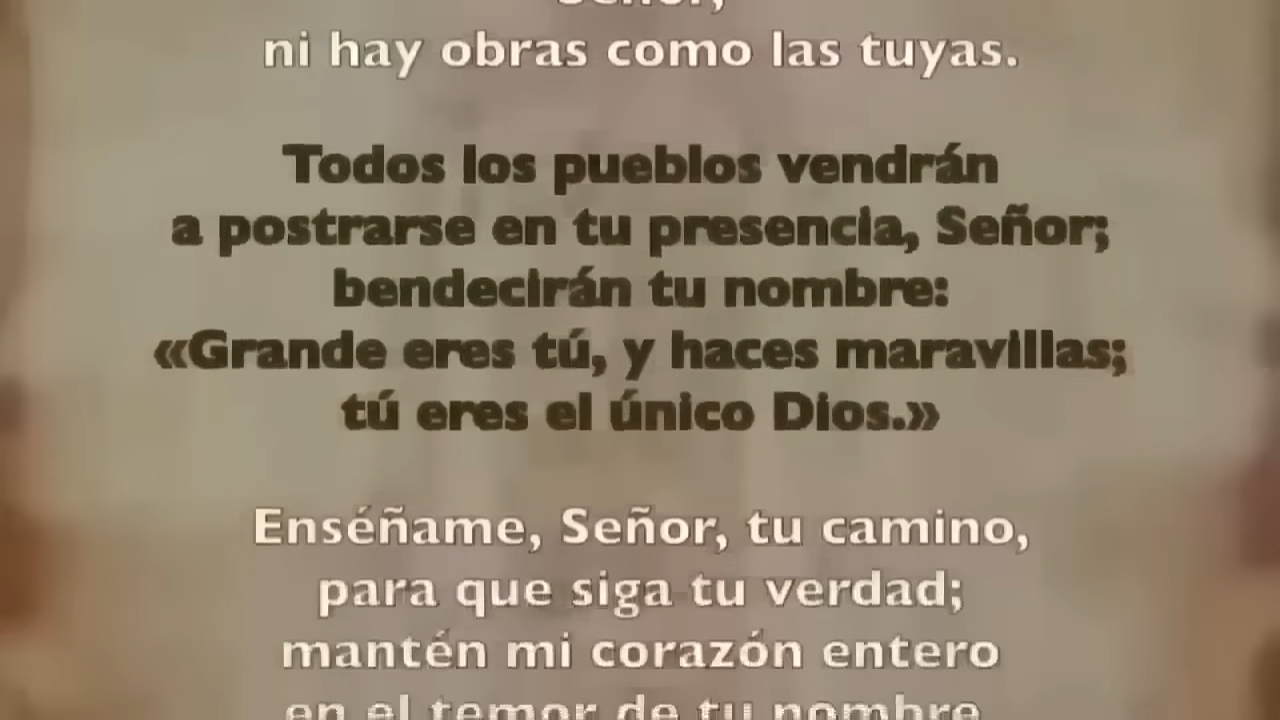 Señor,
ni hay obras como las tuyas.
Todos los pueblos vendrán
a postrarse en tu presencia, Señor;
bendecirán tu nombre:
«Grande eres tú, y haces maravillas;
tú eres el único Dios.»
Enséñame, Señor, tu camino,
para que siga tu verdad;
mantén mi corazón entero
en el temor de tu nombre